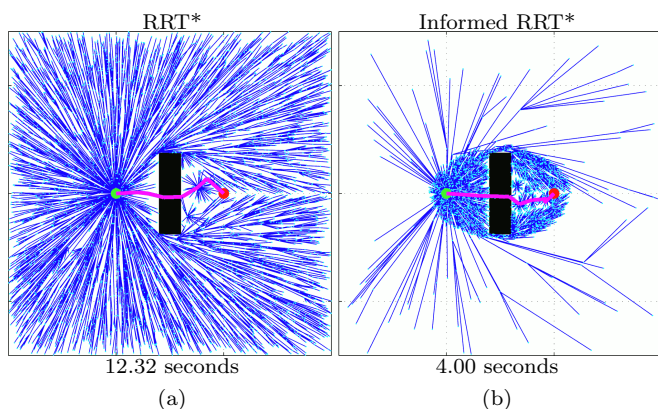 RRT* Informed RRT*
12.32 seconds 4.00 seconds
(a) (b)